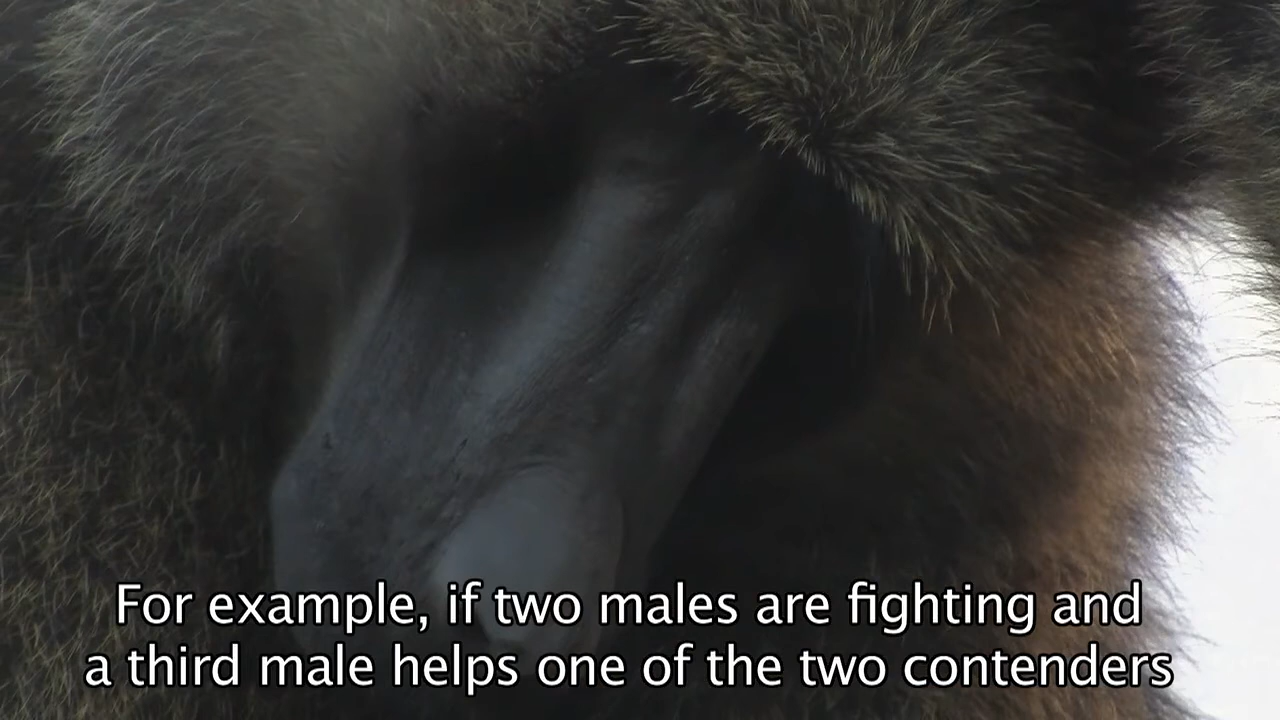 For example, if two males are fighting and
a third male helps one of the two contenders